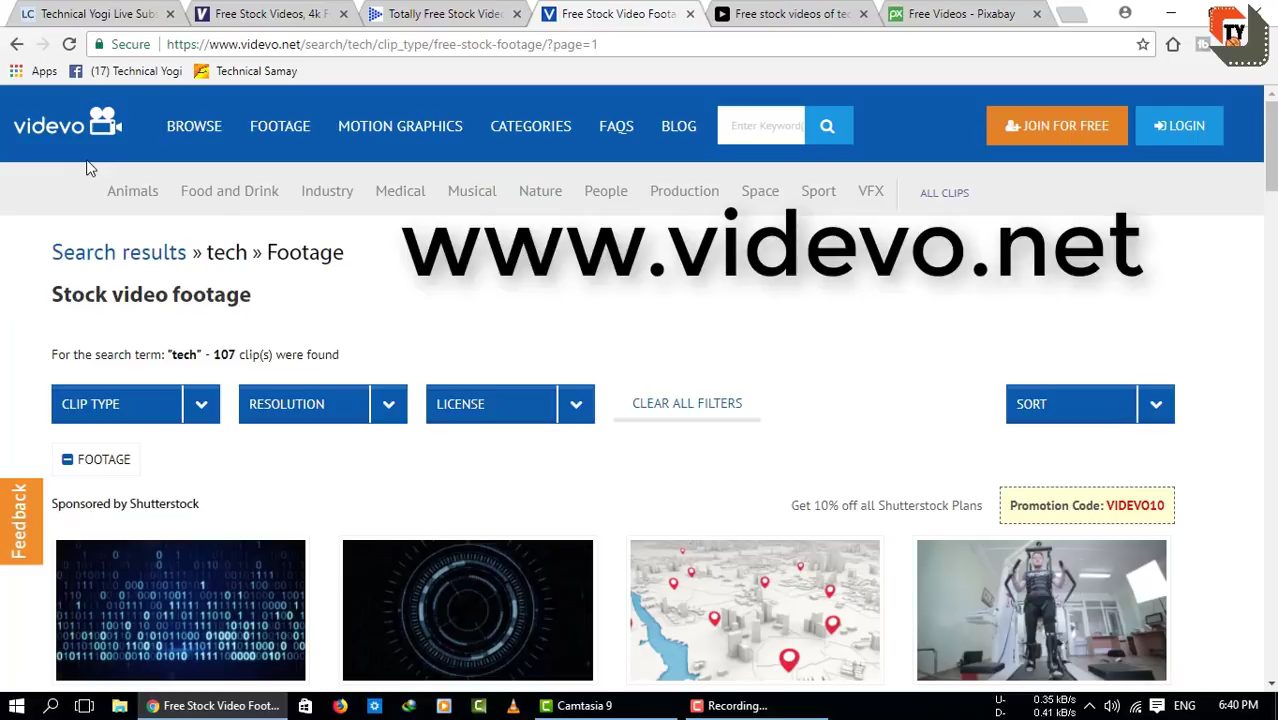 Technical Yogi Live Subs
Free Stock Videos, 4k F
Totally Free Stock Vide
Free Stock Video Foota
Free stock videos of te
Free Videos - Pixabay
TY
Secure
https://www.videvo.net/search/tech/clip_type/free-stock-footage/?page=1
Apps
(17) Technical Yogi
Technical Samay
videvo
BROWSE
FOOTAGE
MOTION GRAPHICS
CATEGORIES
FAQS
BLOG
Enter Keyword(
JOIN FOR FREE
LOGIN
Animals
Food and Drink
Industry
Medical
Musical
Nature
People
Production
Space
Sport
VFX
ALL CLIPS
www.videvo.net
Search results » tech » Footage
Stock video footage
For the search term: "tech" - 107 clip(s) were found
CLIP TYPE
RESOLUTION
LICENSE
CLEAR ALL FILTERS
SORT
FOOTAGE
Feedback
Sponsored by Shutterstock
Get 10% off all Shutterstock Plans
Promotion Code: VIDEVO10
Free Stock Video Foot...
Camtasia 9
Recording...
U- 0.35 kB/s
D- 0.41 kB/s
ENG
6:40 PM